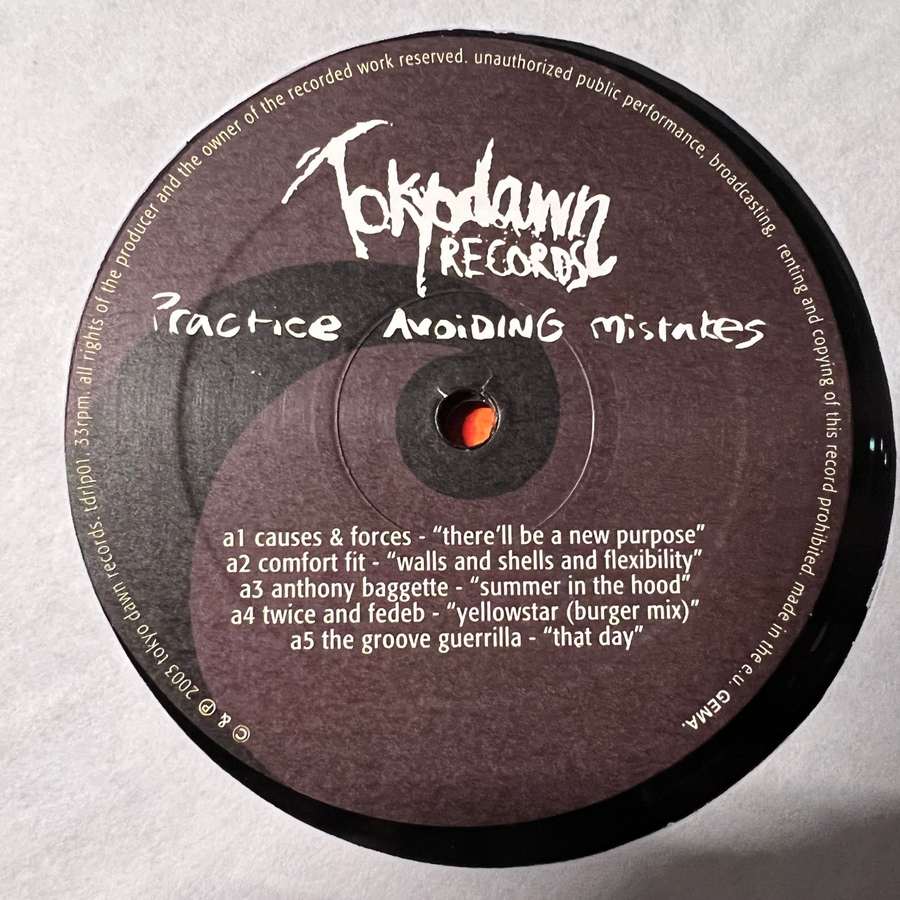 Tokyodawn
RECORDS
Practice AVOIDING Mistakes
a1 causes & forces - “there’ll be a new purpose”
a2 comfort fit - “walls and shells and flexibility”
a3 anthony baggette - “summer in the hood”
a4 twice and fedeb - “yellowstar (burger mix)”
a5 the groove guerrilla - “that day”
© & ℗ 2003 tokyo dawn records. tdrlp01. 33rpm. all rights of the producer and the owner of the recorded work reserved. unauthorized public performance, broadcasting, renting and copying of this record prohibited. made in the e.u. GEMA.